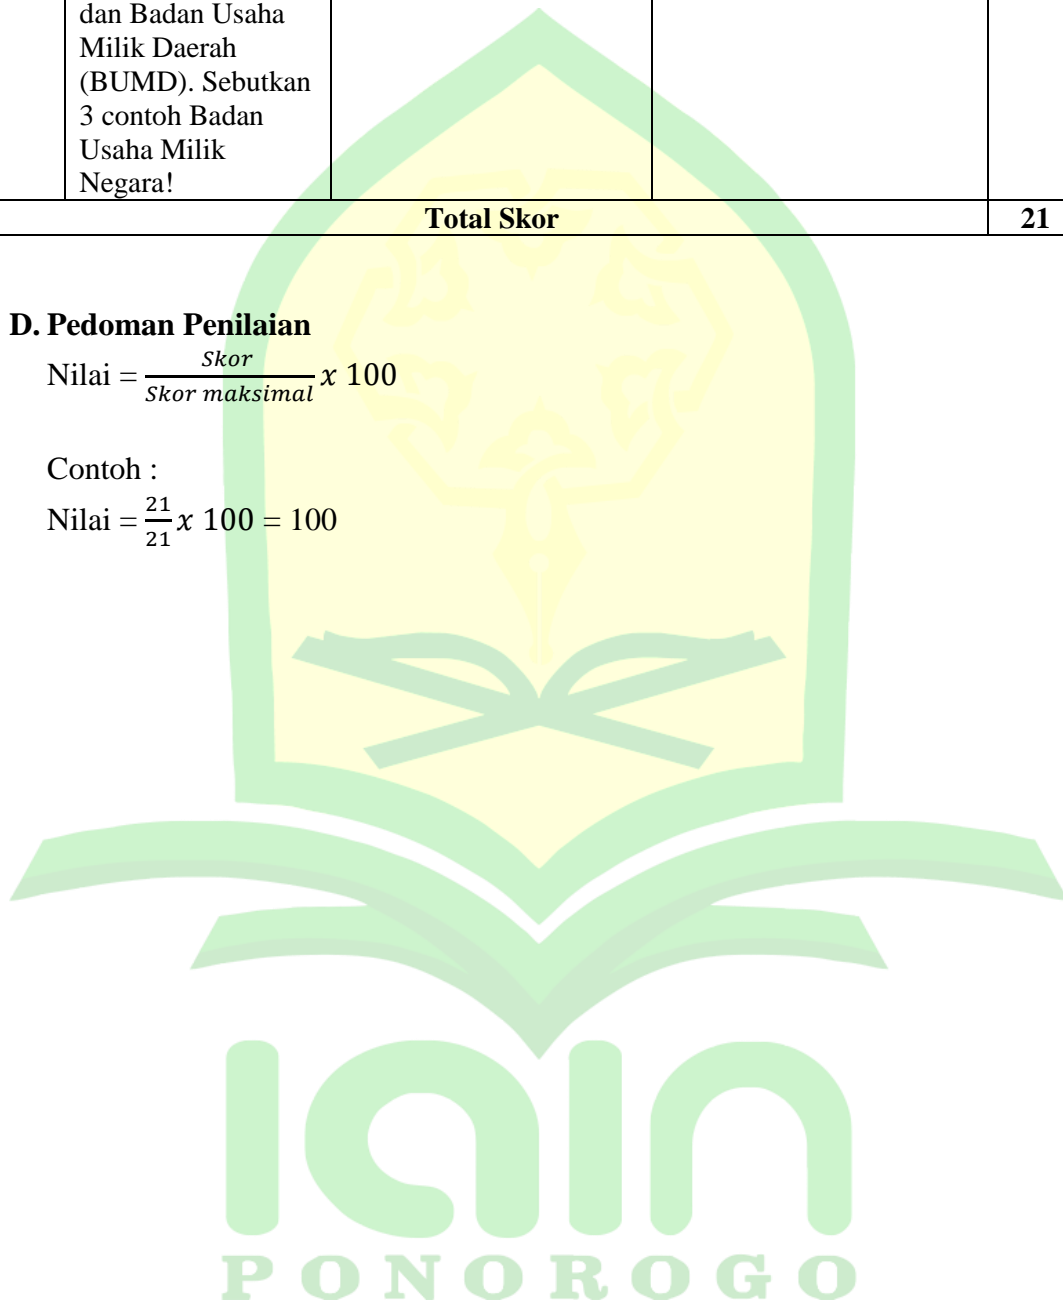 dan Badan Usaha
Milik Daerah
(BUMD). Sebutkan
3 contoh Badan
Usaha Milik
Negara!
Total Skor 21
D. Pedoman Penilaian
Nilai = Skor / Skor maksimal x 100
Contoh :
Nilai = 21 / 21 x 100 = 100
iain
PONOROGO